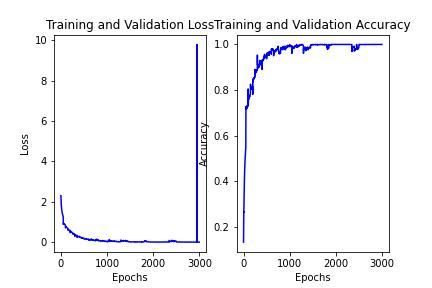 Training and Validation Loss
Loss
10
8
6
4
2
0
0 1000 2000 3000
Epochs
Training and Validation Accuracy
Accuracy
1.0
0.8
0.6
0.4
0.2
0 1000 2000 3000
Epochs